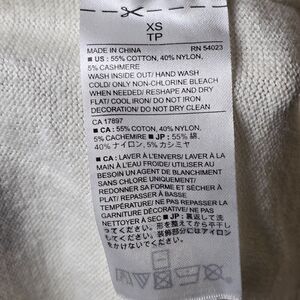 XS
TP
MADE IN CHINA RN 54023
■ US : 55% COTTON, 40% NYLON,
5% CASHMERE
WASH INSIDE OUT/ HAND WASH
COLD/ ONLY NON-CHLORINE BLEACH
WHEN NEEDED/ RESHAPE AND DRY
FLAT/ COOL IRON/ DO NOT IRON
DECORATION/ DO NOT DRY CLEAN
CA 17897
■ CA : 55% COTON, 40% NYLON,
5% CACHEMIRE ■ JP : 55% 綿,
40% ナイロン, 5% カシミヤ
■ CA : LAVER À L'ENVERS/ LAVER À LA
MAIN À L'EAU FROIDE/ UTILISER AU
BESOIN UN AGENT DE BLANCHIMENT
SANS CHLORE UNIQUEMENT/
REDONNER SA FORME ET SÉCHER À
PLAT/ REPASSER À BASSE
TEMPÉRATURE/ NE PAS REPASSER LA
GARNITURE DÉCORATIVE/ NE PAS
NETTOYER À SEC ■ JP : 裏返して洗
ってください。形を整えてから平干し
してください。装飾部分にはアイロン
をかけないでください。